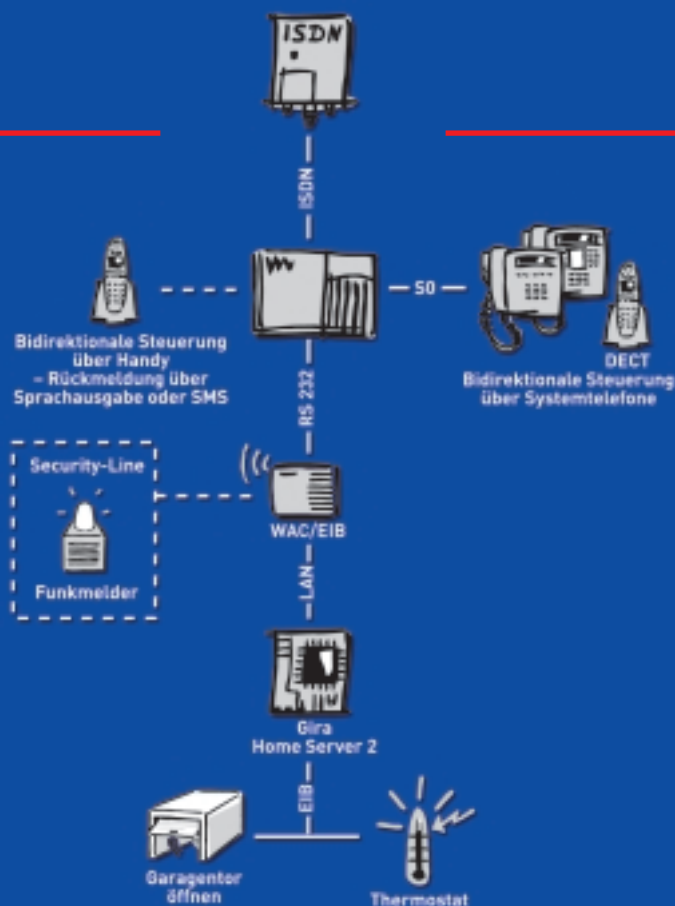 ISDN
ISDN
S0
Bidirektionale Steuerung
über Handy
– Rückmeldung über
Sprachausgabe oder SMS
DECT
Bidirektionale Steuerung
über Systemtelefone
RS 232
Security-Line
Funkmelder
WAC/EIB
LAN
Gira
Home Server 2
EIB
Garagentor
öffnen
Thermostat